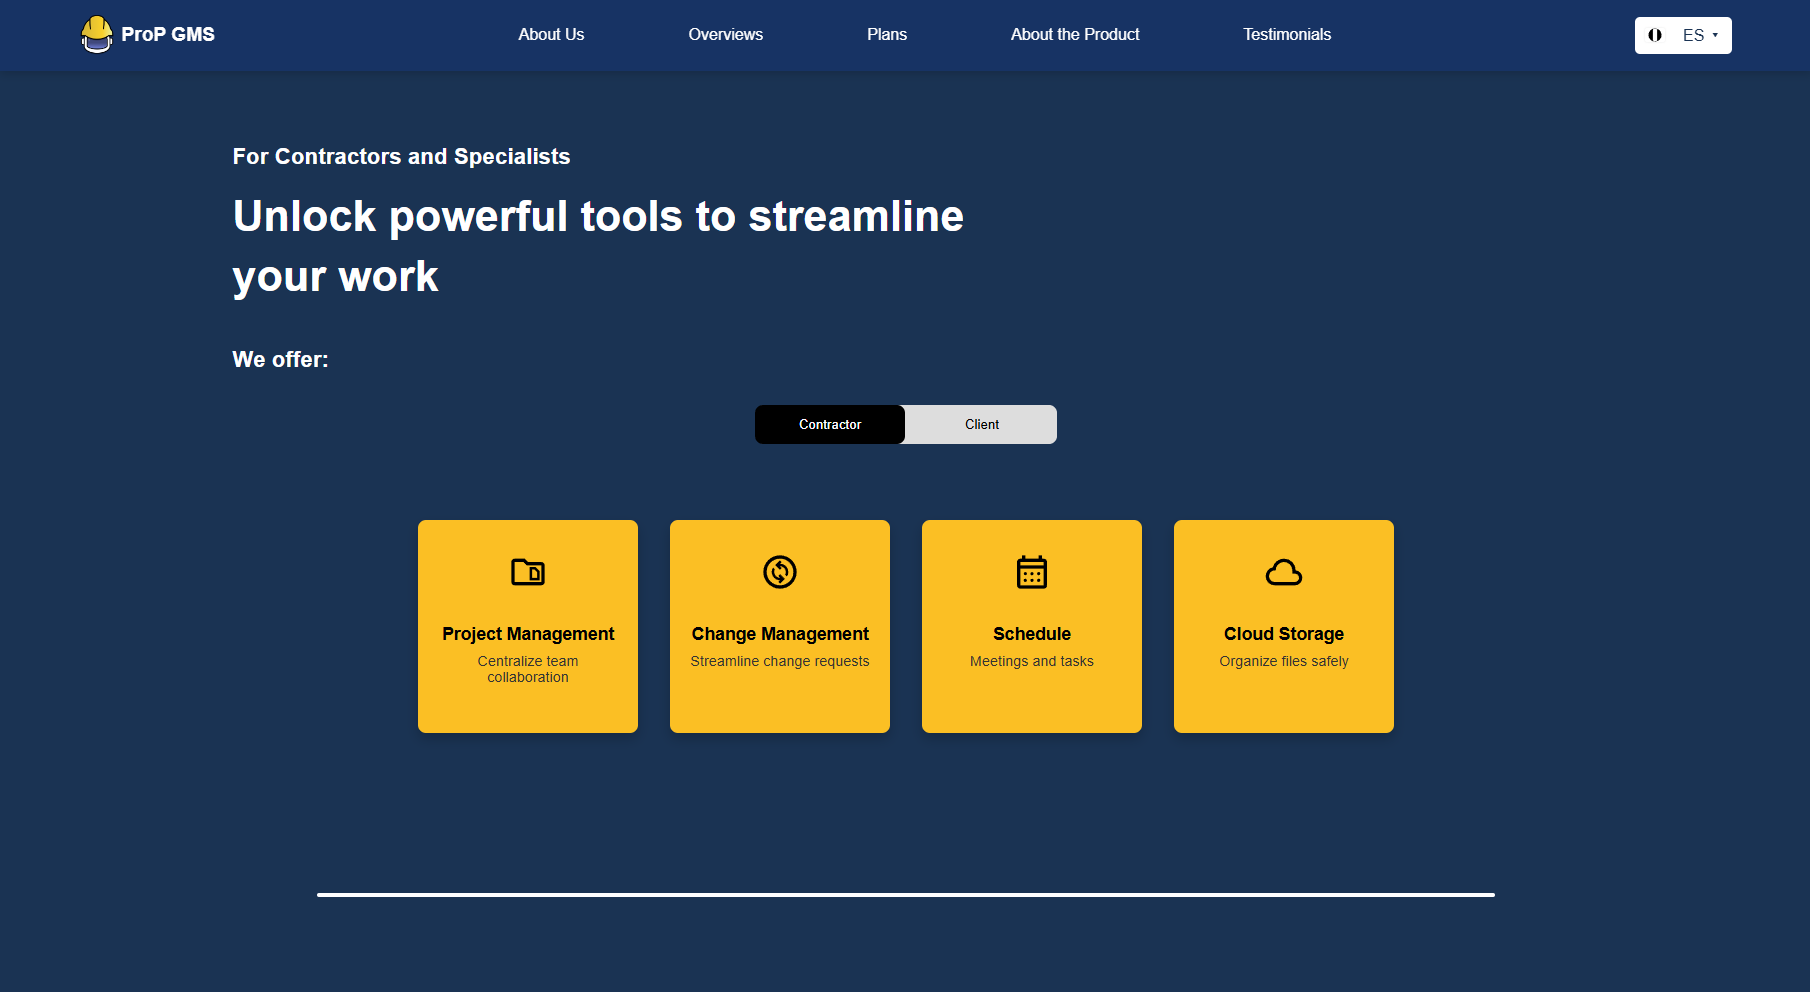 ProP GMS
About Us
Overviews
Plans
About the Product
Testimonials
ES
For Contractors and Specialists
Unlock powerful tools to streamline
your work
We offer:
Contractor
Client
Project Management
Centralize team
collaboration
Change Management
Streamline change requests
Schedule
Meetings and tasks
Cloud Storage
Organize files safely